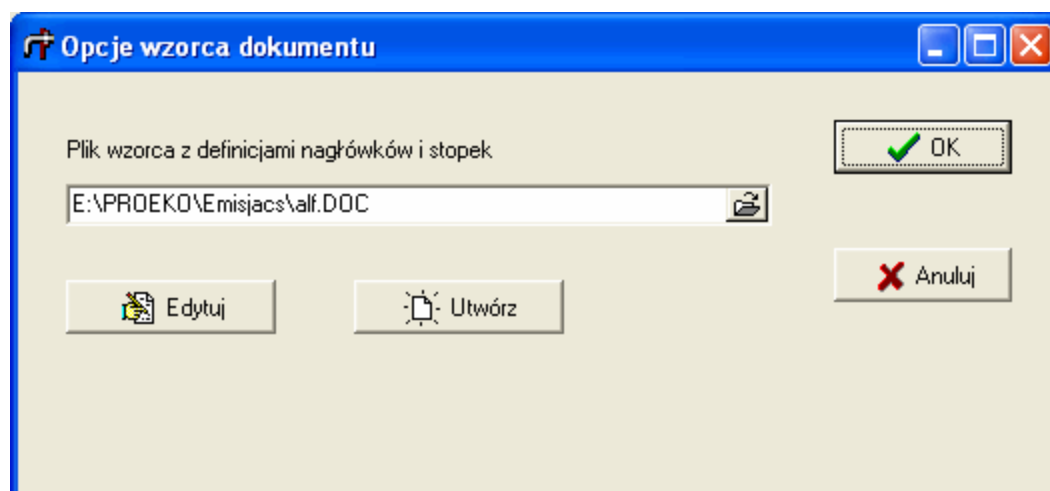 Opcje wzorca dokumentu
Plik wzorca z definicjami nagłówków i stopek
OK
E:\PROEKO\Emisjacs\alf.DOC
Anuluj
Edytuj
Utwórz